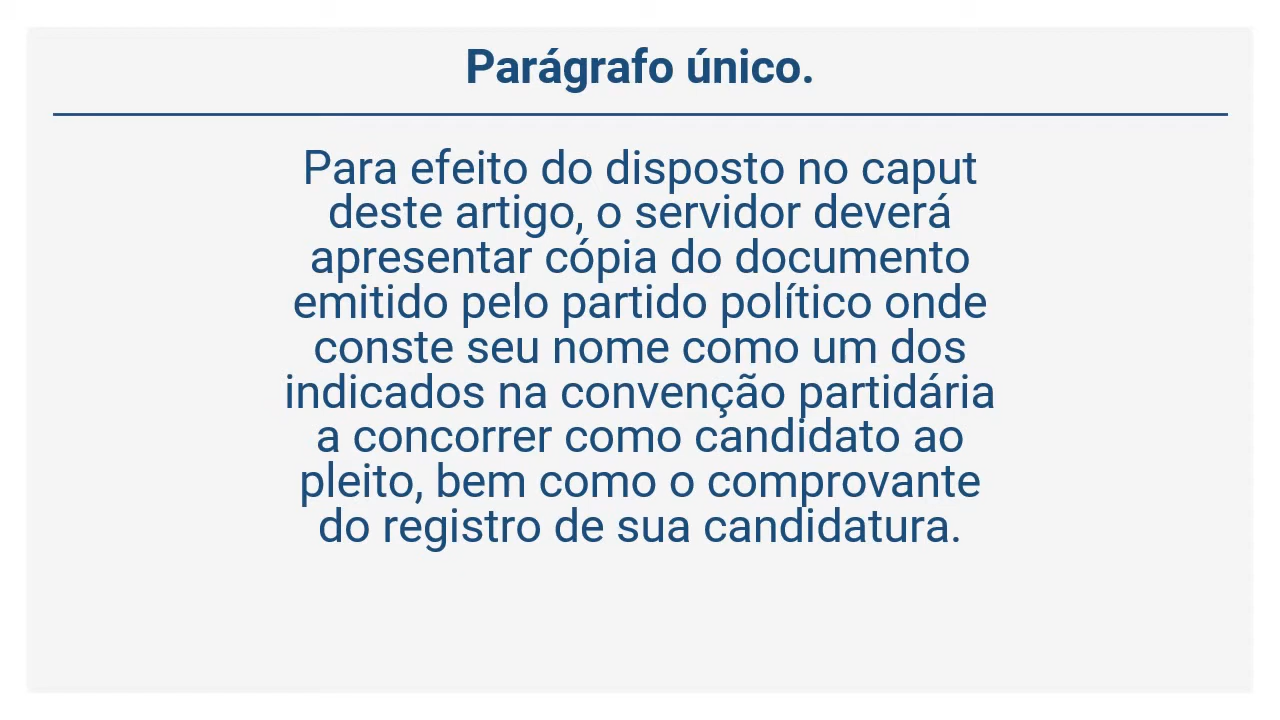 Parágrafo único.
Para efeito do disposto no caput
deste artigo, o servidor deverá
apresentar cópia do documento
emitido pelo partido político onde
conste seu nome como um dos
indicados na convenção partidária
a concorrer como candidato ao
pleito, bem como o comprovante
do registro de sua candidatura.